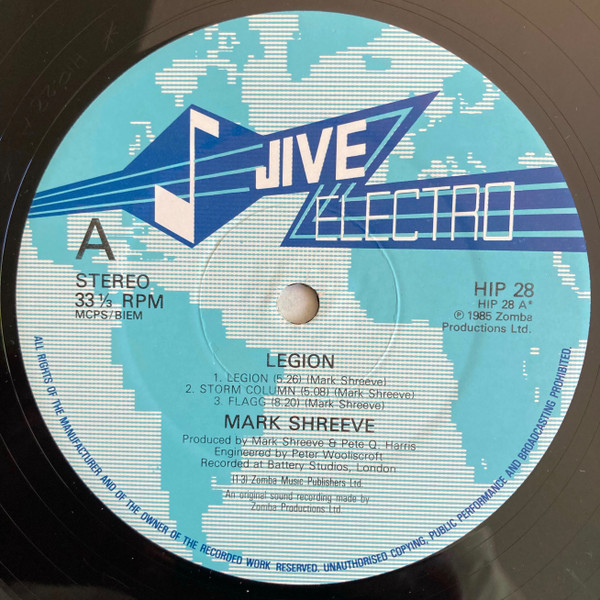 JIVE
ELECTRO
A
STEREO
33 ⅓ RPM
MCPS/BIEM
HIP 28
HIP 28 A*
℗ 1985 Zomba
Productions Ltd.
LEGION
1. LEGION (5.26) (Mark Shreeve)
2. STORM COLUMN (5.08) (Mark Shreeve)
3. FLAGG (8.20) (Mark Shreeve)
MARK SHREEVE
Produced by Mark Shreeve & Pete Q. Harris
Engineered by Peter Wooliscroft
Recorded at Battery Studios, London
(T-3) Zomba Music Publishers Ltd.
An original sound recording made by
Zomba Productions Ltd.
ALL RIGHTS OF THE MANUFACTURER AND OF THE OWNER OF THE RECORDED WORK RESERVED. UNAUTHORISED COPYING, PUBLIC PERFORMANCE AND BROADCASTING PROHIBITED.